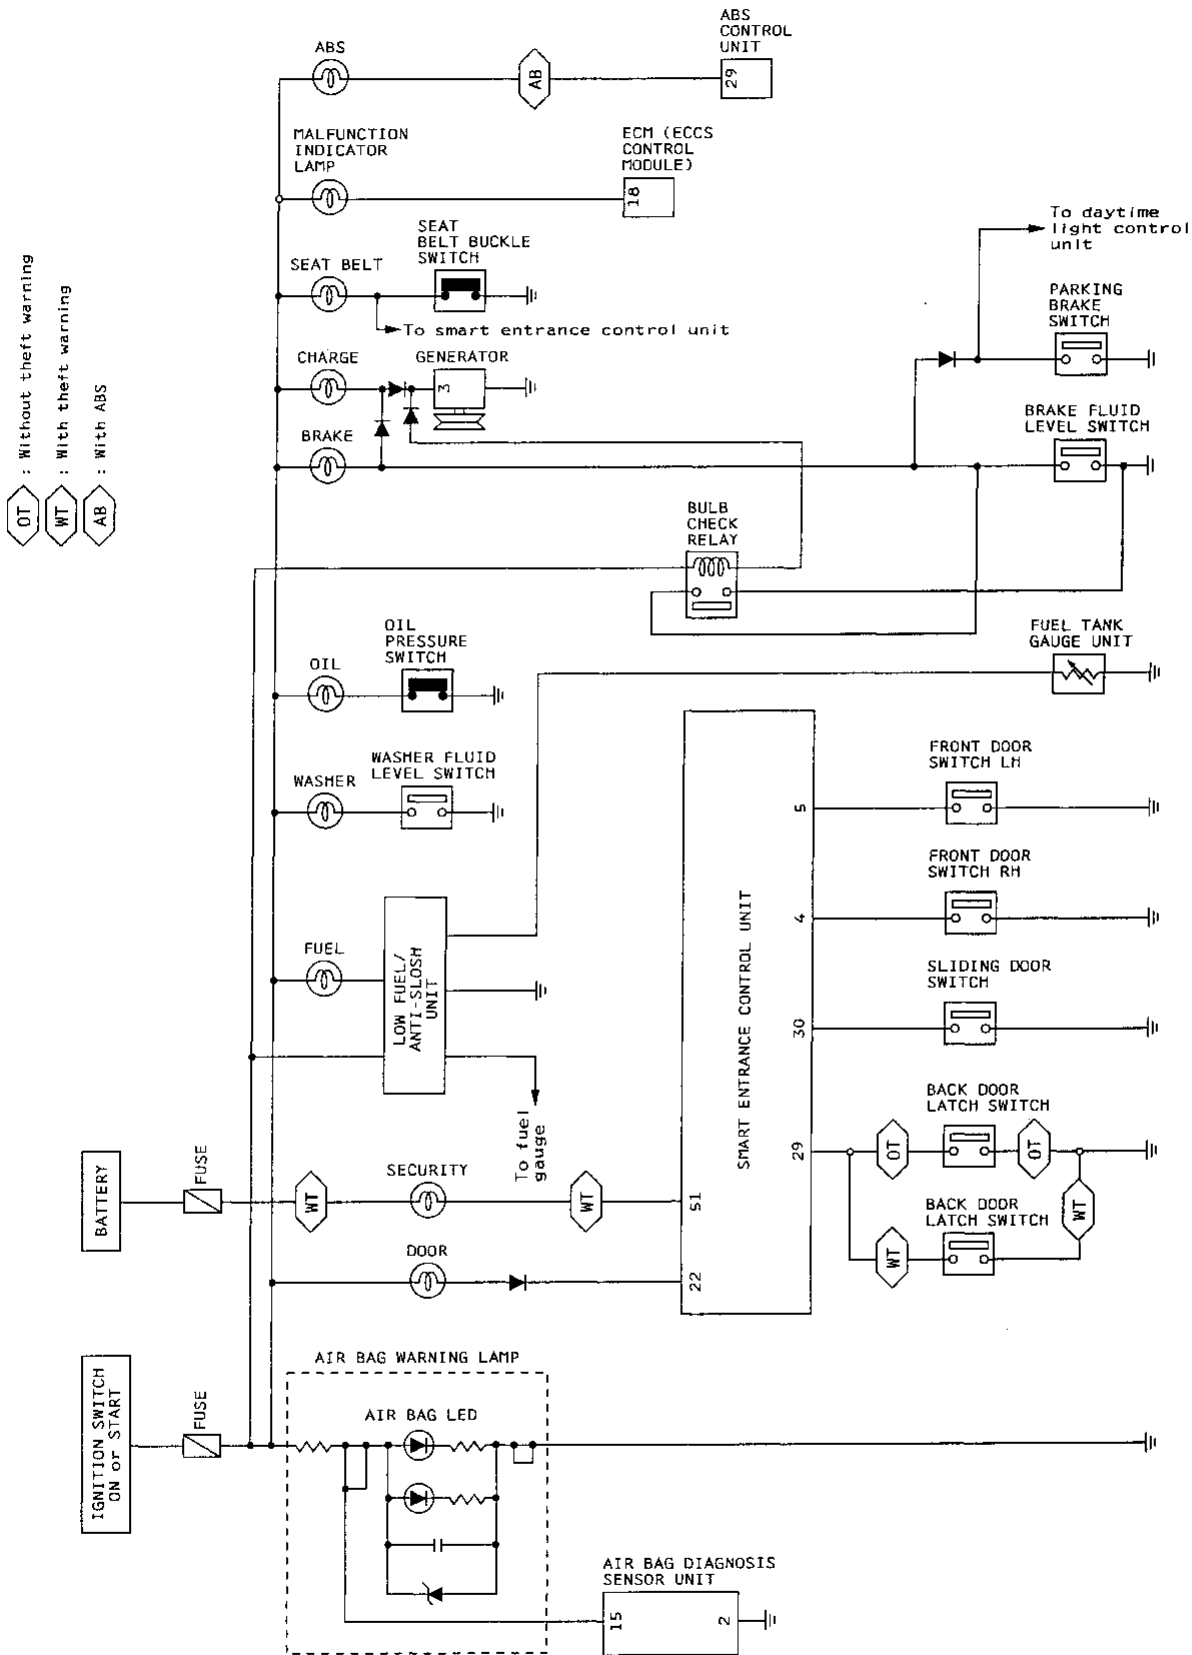 ABS
CONTROL
UNIT
29
ABS
AB
MALFUNCTION
INDICATOR
LAMP
ECM (ECCS
CONTROL
MODULE)
18
SEAT
BELT BUCKLE
SWITCH
SEAT BELT
To smart entrance control unit
To daytime
light control
unit
PARKING
BRAKE
SWITCH
CHARGE
GENERATOR
3
BRAKE
BRAKE FLUID
LEVEL SWITCH
OT : Without theft warning
WT : With theft warning
AB : With ABS
BULB
CHECK
RELAY
OIL
PRESSURE
SWITCH
OIL
FUEL TANK
GAUGE UNIT
WASHER FLUID
LEVEL SWITCH
WASHER
FRONT DOOR
SWITCH LH
5
FRONT DOOR
SWITCH RH
4
FUEL
LOW FUEL/
ANTI-SLOSH
UNIT
SMART ENTRANCE CONTROL UNIT
SLIDING DOOR
SWITCH
30
To fuel
gauge
BACK DOOR
LATCH SWITCH
29
OT
OT
BATTERY
FUSE
WT
SECURITY
WT
51
BACK DOOR
LATCH SWITCH
WT
WT
DOOR
22
IGNITION SWITCH
ON or START
FUSE
AIR BAG WARNING LAMP
AIR BAG LED
AIR BAG DIAGNOSIS
SENSOR UNIT
15
2